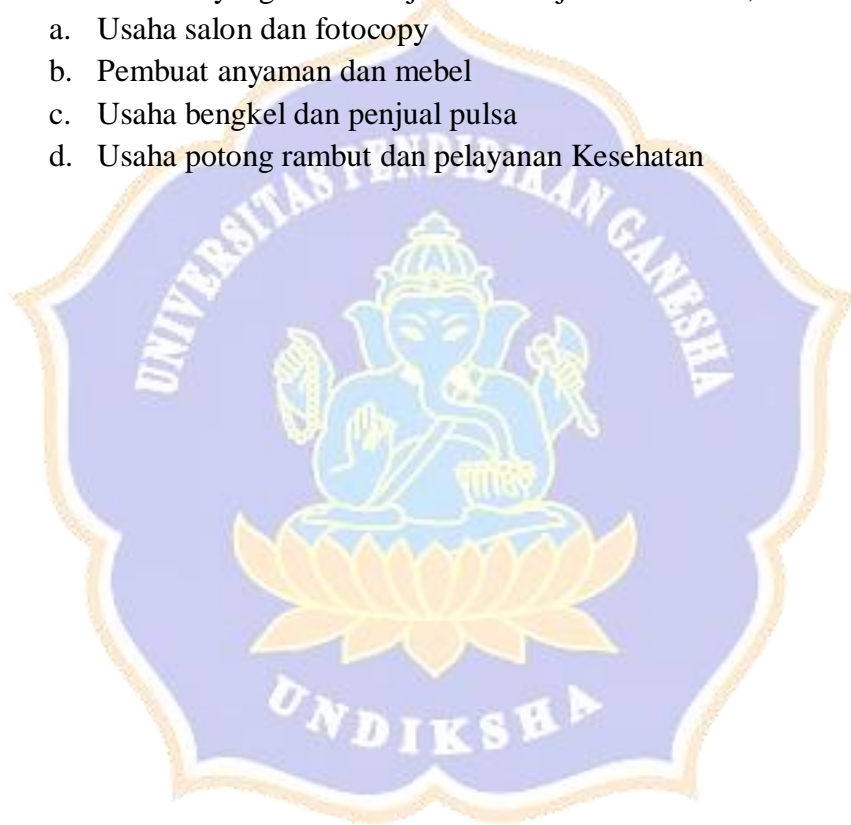 a. Usaha salon dan fotocopy
b. Pembuat anyaman dan mebel
c. Usaha bengkel dan penjual pulsa
d. Usaha potong rambut dan pelayanan Kesehatan
UNIVERSITAS PENDIDIKAN GANESHA
UNDIKSHA